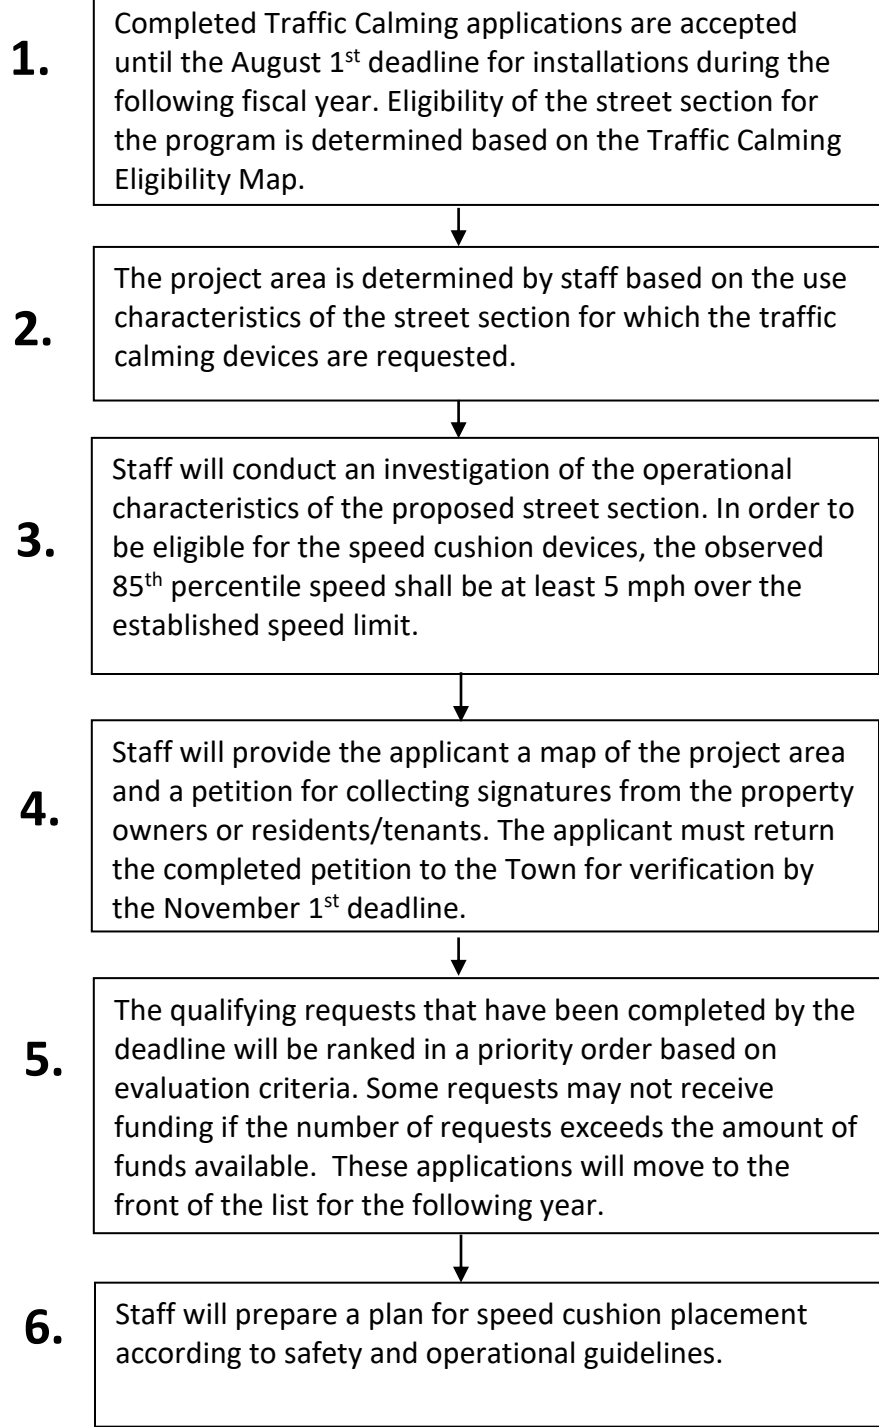 1.
Completed Traffic Calming applications are accepted
until the August 1st deadline for installations during the
following fiscal year. Eligibility of the street section for
the program is determined based on the Traffic Calming
Eligibility Map.
2.
The project area is determined by staff based on the use
characteristics of the street section for which the traffic
calming devices are requested.
3.
Staff will conduct an investigation of the operational
characteristics of the proposed street section. In order to
be eligible for the speed cushion devices, the observed
85th percentile speed shall be at least 5 mph over the
established speed limit.
4.
Staff will provide the applicant a map of the project area
and a petition for collecting signatures from the property
owners or residents/tenants. The applicant must return
the completed petition to the Town for verification by
the November 1st deadline.
5.
The qualifying requests that have been completed by the
deadline will be ranked in a priority order based on
evaluation criteria. Some requests may not receive
funding if the number of requests exceeds the amount of
funds available.  These applications will move to the
front of the list for the following year.
6.
Staff will prepare a plan for speed cushion placement
according to safety and operational guidelines.